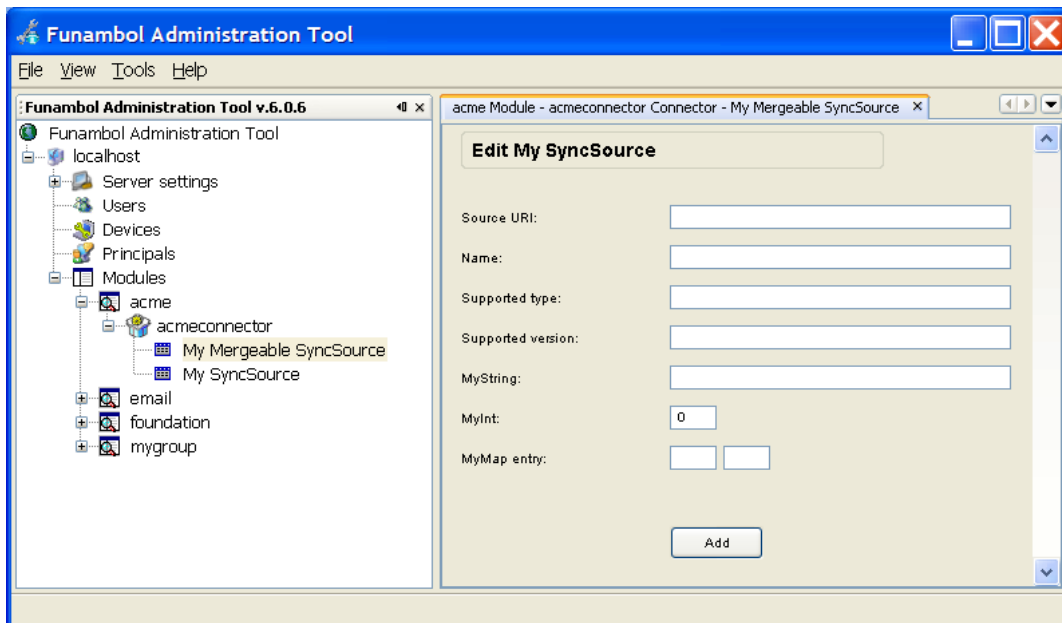 Funambol Administration Tool
File View Tools Help
Funambol Administration Tool v.6.0.6
Funambol Administration Tool
localhost
Server settings
Users
Devices
Principals
Modules
acme
acmeconnector
My Mergeable SyncSource
My SyncSource
email
foundation
mygroup
acme Module - acmeconnector Connector - My Mergeable SyncSource
Edit My SyncSource
Source URI:
Name:
Supported type:
Supported version:
MyString:
MyInt: 0
MyMap entry:
Add